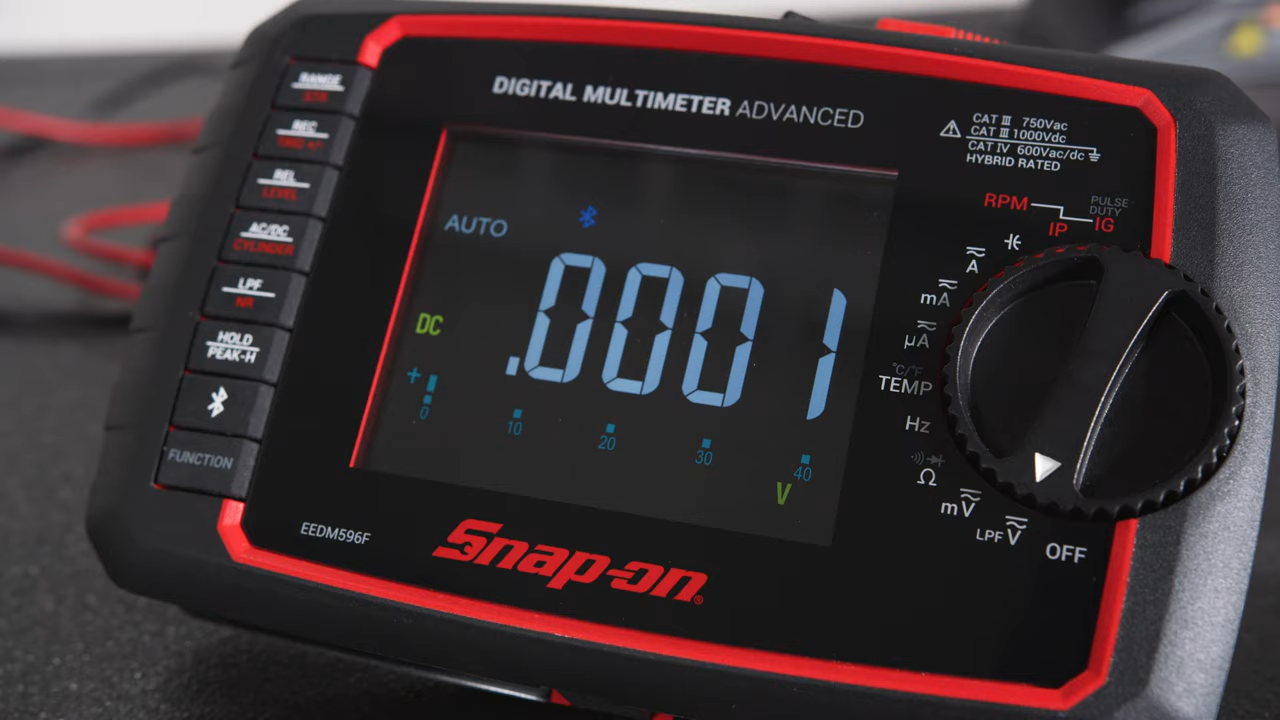 DIGITAL MULTIMETER ADVANCED
CAT III 750Vac
CAT III 1000Vdc
CAT IV 600Vac/dc
HYBRID RATED
RANGE
REC
REL
LEVEL
AC/DC
CYLINDER
LPF
NR
HOLD
PEAK-H
FUNCTION
AUTO
DC
.0001
+
0
10
20
30
40
V
RPM
IP
IG
PULSE
DUTY
A
mA
µA
°C/°F
TEMP
Hz
Ω
mV
LPF V
OFF
EEDM596F
Snap-on®